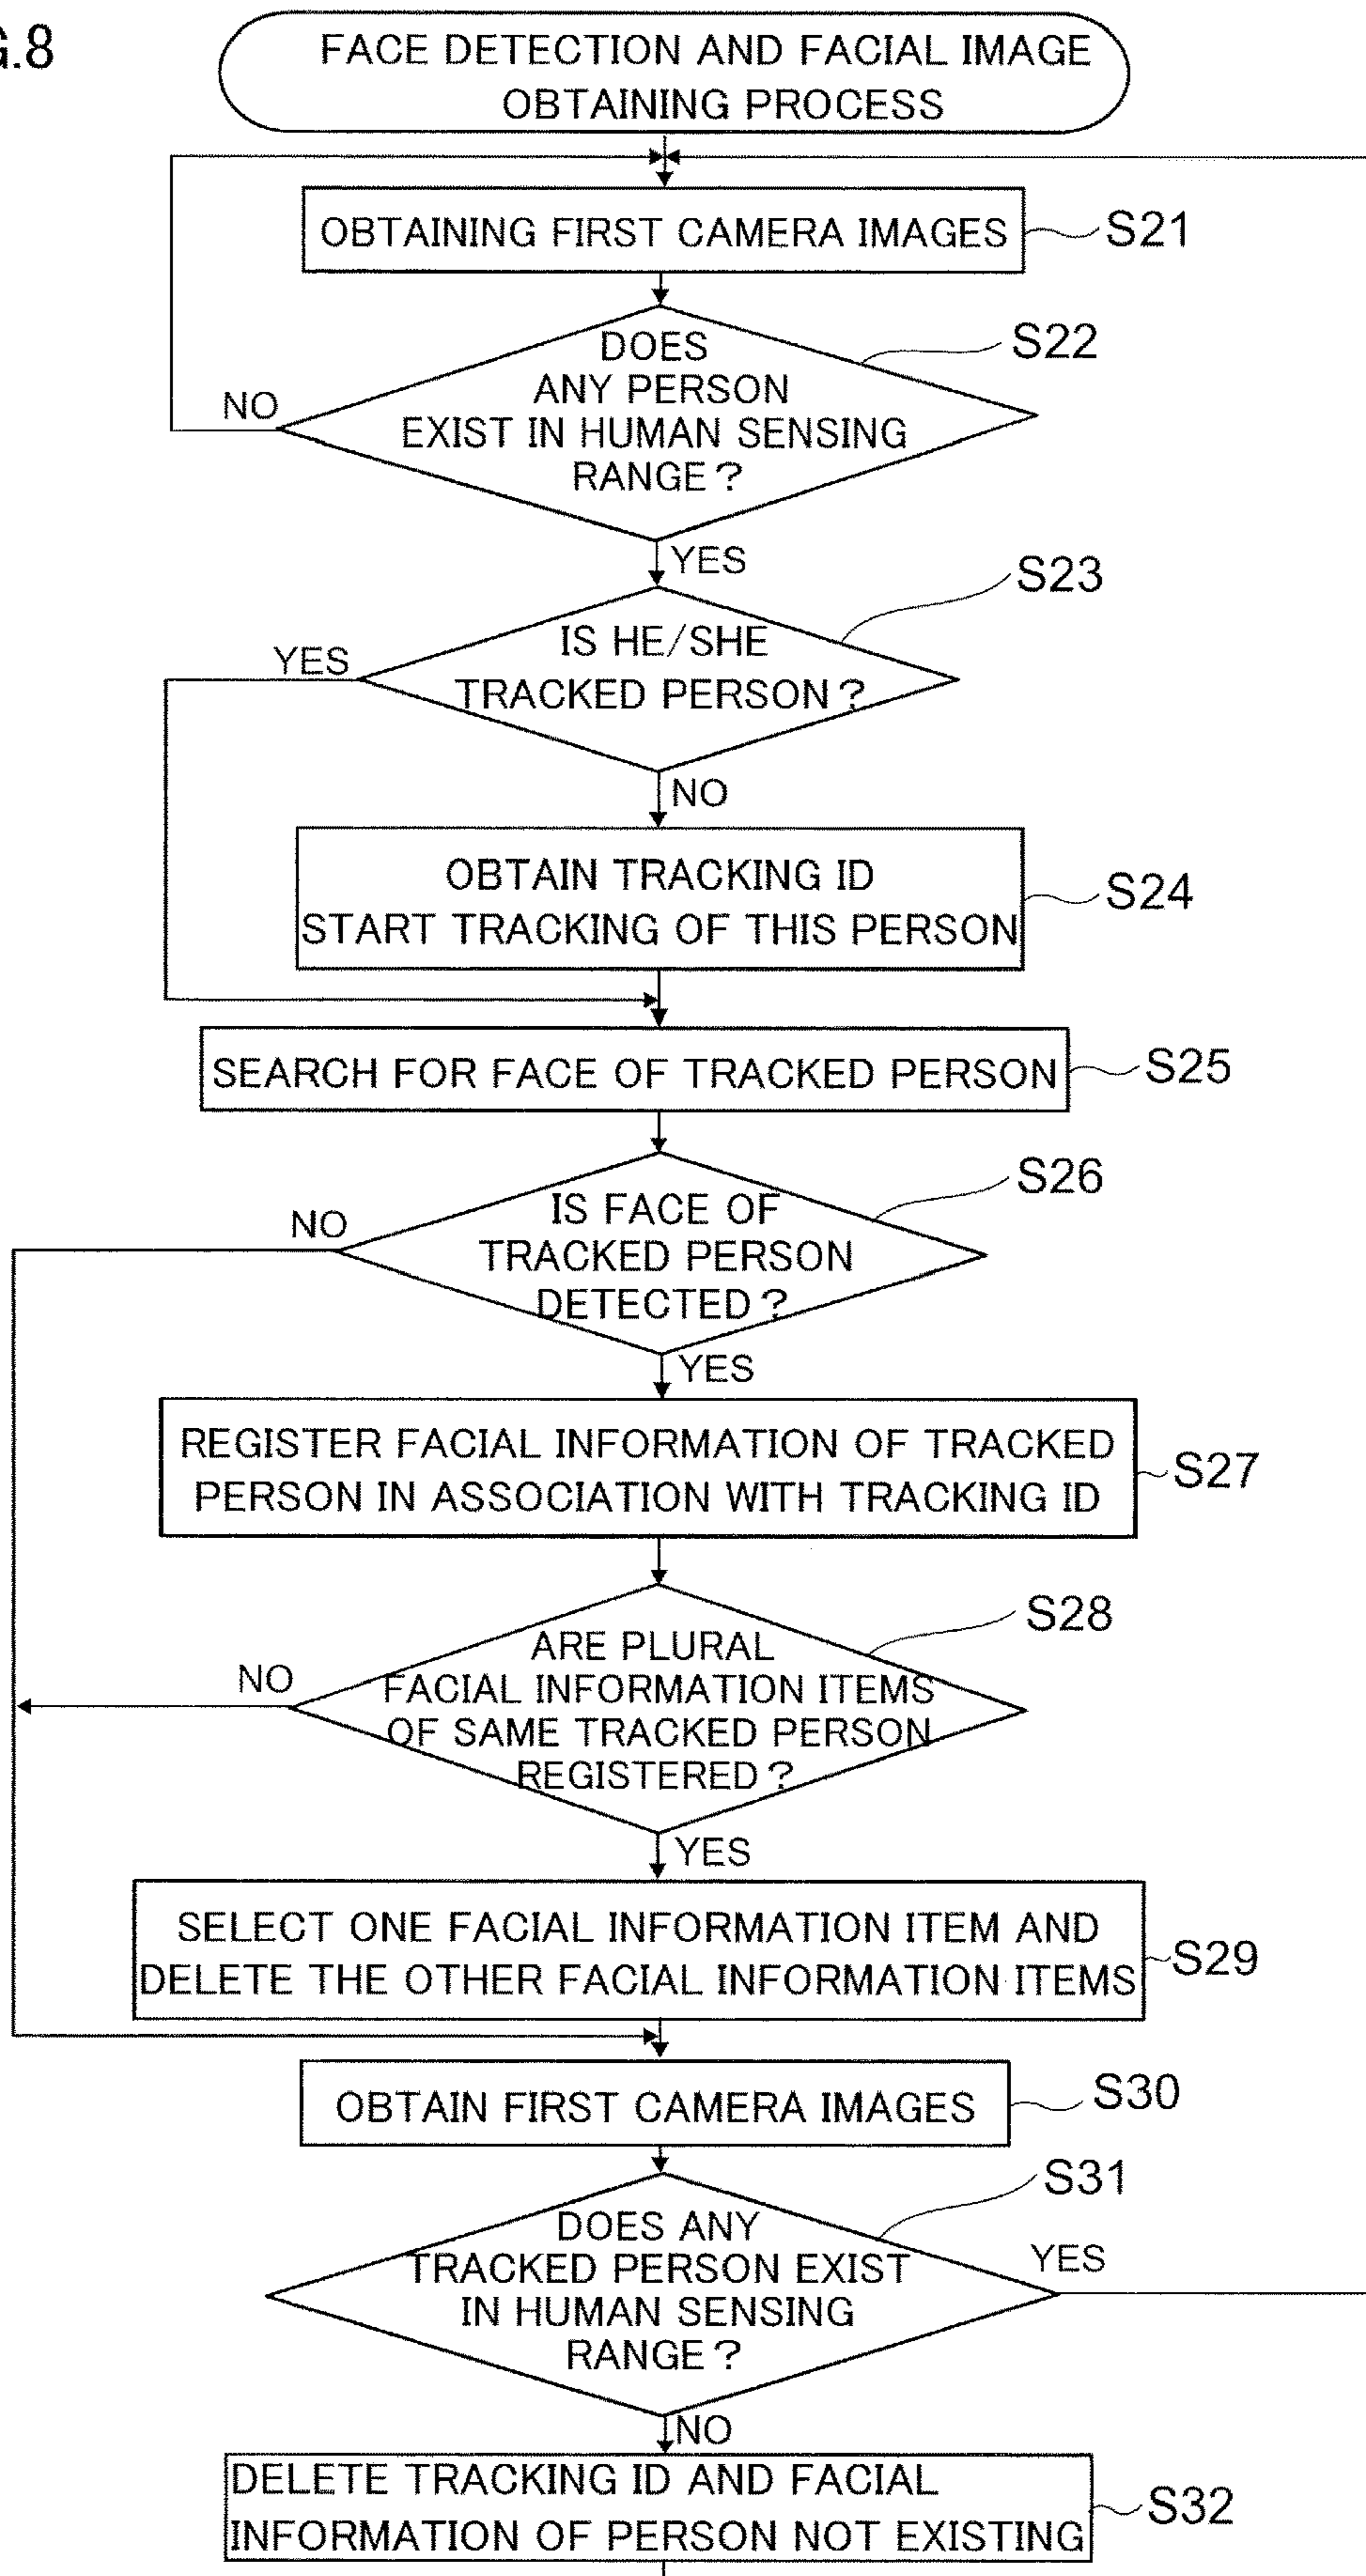 G.8
FACE DETECTION AND FACIAL IMAGE
OBTAINING PROCESS
OBTAINING FIRST CAMERA IMAGES
S21
DOES
ANY PERSON
EXIST IN HUMAN SENSING
RANGE?
S22
NO
YES
IS HE/SHE
TRACKED PERSON?
S23
YES
NO
OBTAIN TRACKING ID
START TRACKING OF THIS PERSON
S24
SEARCH FOR FACE OF TRACKED PERSON
S25
IS FACE OF
TRACKED PERSON
DETECTED?
S26
NO
YES
REGISTER FACIAL INFORMATION OF TRACKED
PERSON IN ASSOCIATION WITH TRACKING ID
S27
ARE PLURAL
FACIAL INFORMATION ITEMS
OF SAME TRACKED PERSON
REGISTERED?
S28
NO
YES
SELECT ONE FACIAL INFORMATION ITEM AND
DELETE THE OTHER FACIAL INFORMATION ITEMS
S29
OBTAIN FIRST CAMERA IMAGES
S30
DOES ANY
TRACKED PERSON EXIST
IN HUMAN SENSING
RANGE?
S31
YES
NO
DELETE TRACKING ID AND FACIAL
INFORMATION OF PERSON NOT EXISTING
S32